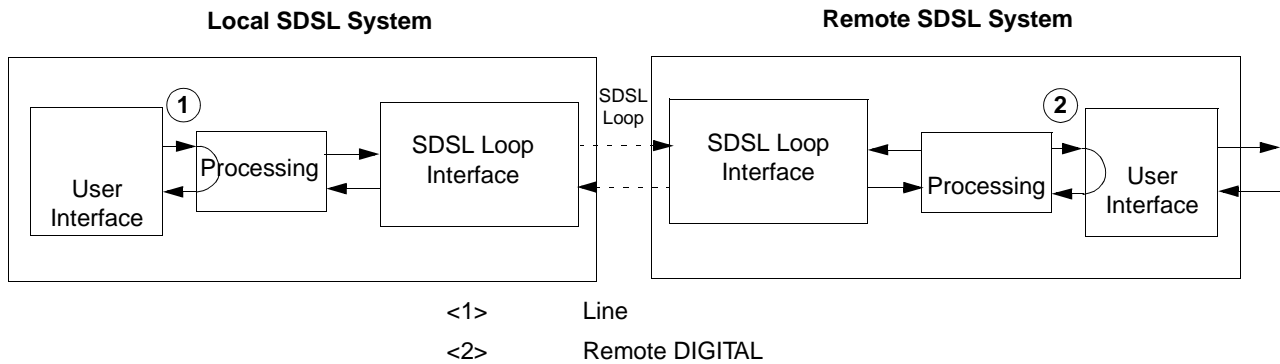 Local SDSL System
Remote SDSL System
1
User
Interface
Processing
SDSL Loop
Interface
SDSL
Loop
SDSL Loop
Interface
Processing
2
User
Interface
<1> Line
<2> Remote DIGITAL